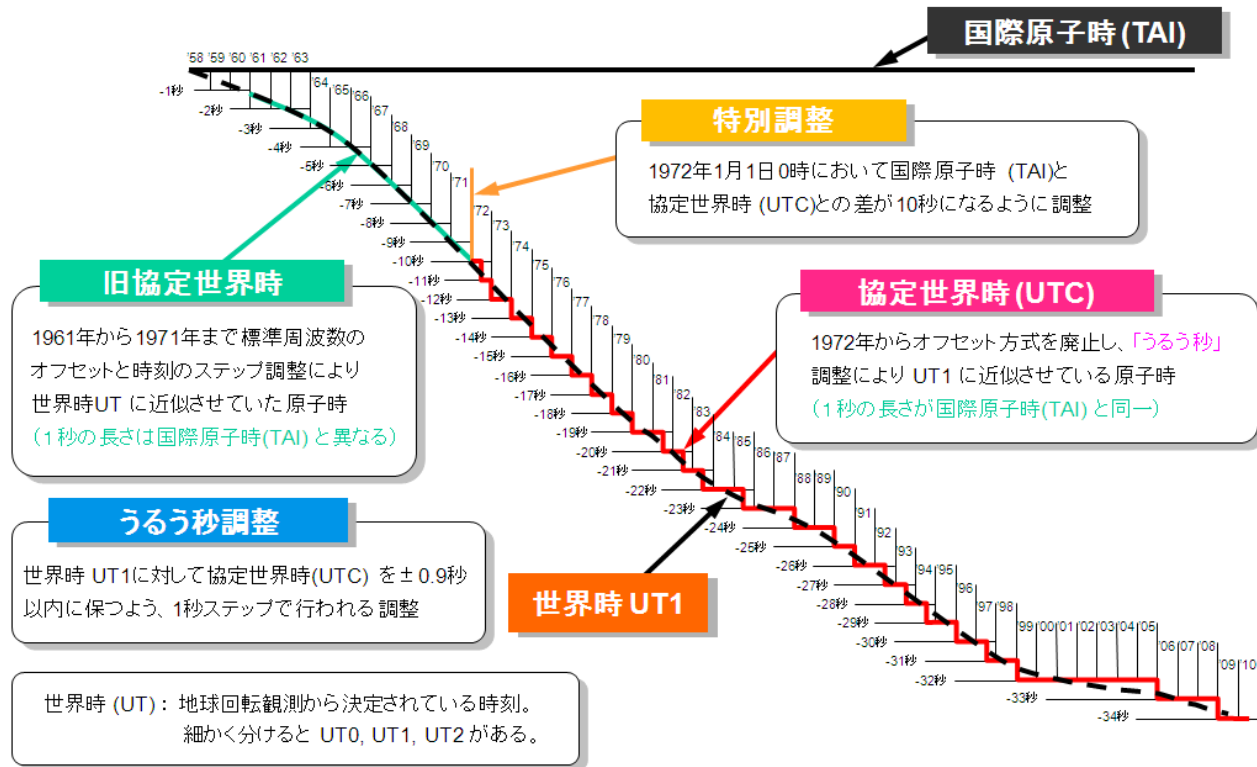 国際原子時 (TAI)
'58 '59 '60 '61 '62 '63
'64
'65
'66
'67
'68
'69
'70
'71
'72
'73
'74
'75
'76
'77
'78
'79
'80
'81
'82
'83
'84 '85
'86
'87
'88
'89
'90
'91
'92
'93
'94
'95
'96
'97
'98
'99
'00
'01
'02
'03
'04
'05
'06
'07
'08
'09
'10
-1秒
-2秒
-3秒
-4秒
-5秒
-6秒
-7秒
-8秒
-9秒
-10秒
-11秒
-12秒
-13秒
-14秒
-15秒
-16秒
-17秒
-18秒
-19秒
-20秒
-21秒
-22秒
-23秒
-24秒
-25秒
-26秒
-27秒
-28秒
-29秒
-30秒
-31秒
-32秒
-33秒
-34秒
特別調整
1972年1月1日0時において国際原子時 (TAI)と
協定世界時 (UTC)との差が10秒になるように調整
旧協定世界時
1961年から1971年まで標準周波数の
オフセットと時刻のステップ調整により
世界時UT に近似させていた原子時
（1秒の長さは国際原子時(TAI) と異なる）
協定世界時(UTC)
1972年からオフセット方式を廃止し、「うるう秒」
調整により UT1 に近似させている原子時
（1秒の長さが国際原子時(TAI) と同一）
うるう秒調整
世界時 UT1に対して協定世界時(UTC) を±0.9秒
以内に保つよう、1秒ステップで行われる調整
世界時 UT1
世界時 (UT)： 地球回転観測から決定されている時刻。
細かく分けると UT0, UT1, UT2 がある。